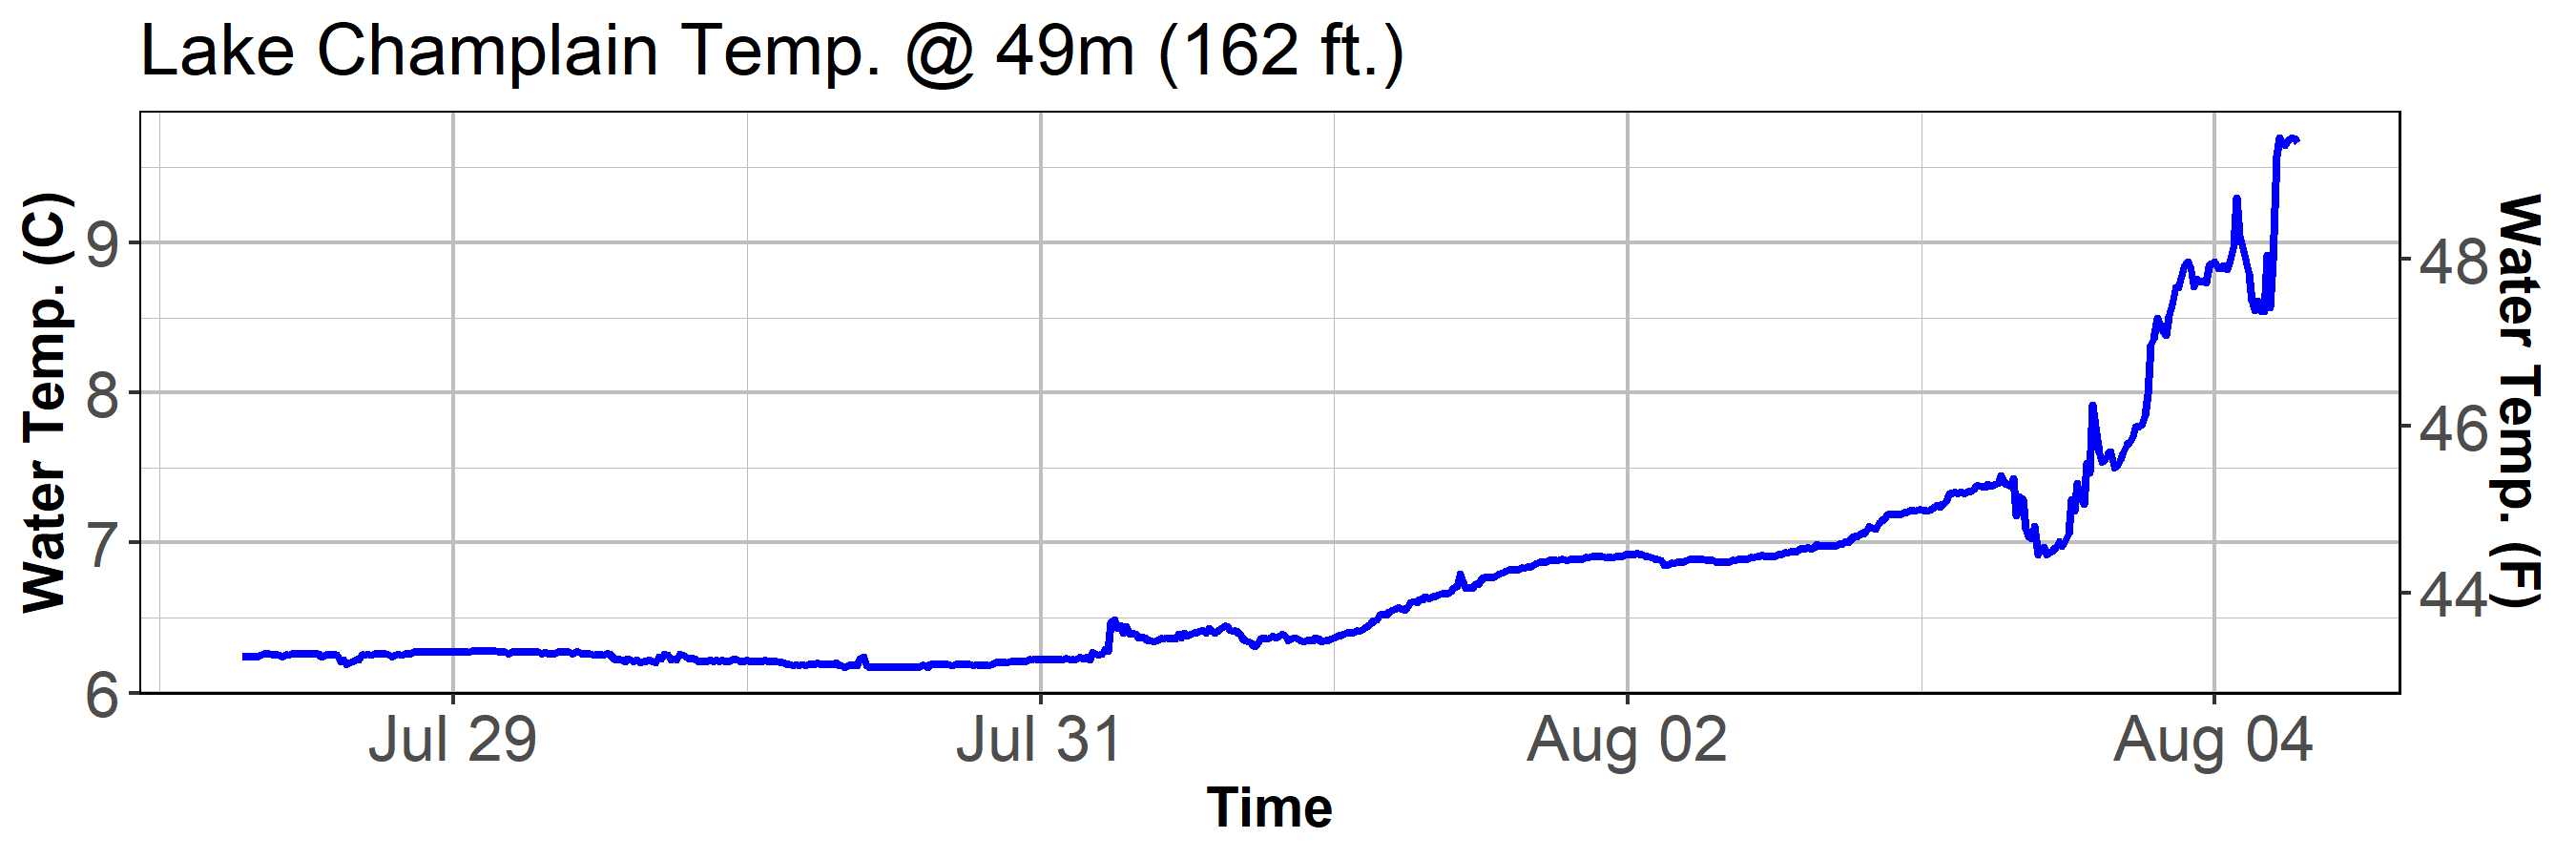 Lake Champlain Temp. @ 49m (162 ft.)
Water Temp. (C)
9
8
7
6
48
46
44
Water Temp. (F)
Jul 29
Jul 31
Aug 02
Aug 04
Time